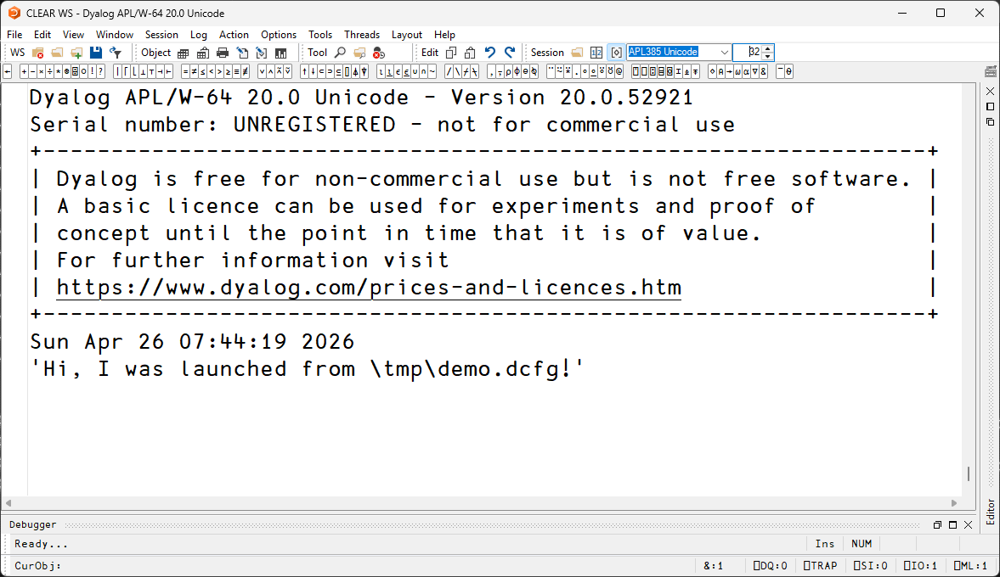 CLEAR WS - Dyalog APL/W-64 20.0 Unicode
File Edit View Window Session Log Action Options Tools Threads Layout Help
WS Object Tool Edit Session APL385 Unicode 32
Dyalog APL/W-64 20.0 Unicode - Version 20.0.52921
Serial number: UNREGISTERED - not for commercial use
+-----------------------------------------------------------------+
| Dyalog is free for non-commercial use but is not free software. |
| A basic licence can be used for experiments and proof of        |
| concept until the point in time that it is of value.            |
| For further information visit                                   |
| https://www.dyalog.com/prices-and-licences.htm                  |
+-----------------------------------------------------------------+
Sun Apr 26 07:44:19 2026
'Hi, I was launched from \tmp\demo.dcfg!'
Editor
Debugger
Ready... Ins NUM
CurObj: &:1 ⎕DQ:0 ⎕TRAP ⎕SI:0 ⎕IO:1 ⎕ML:1